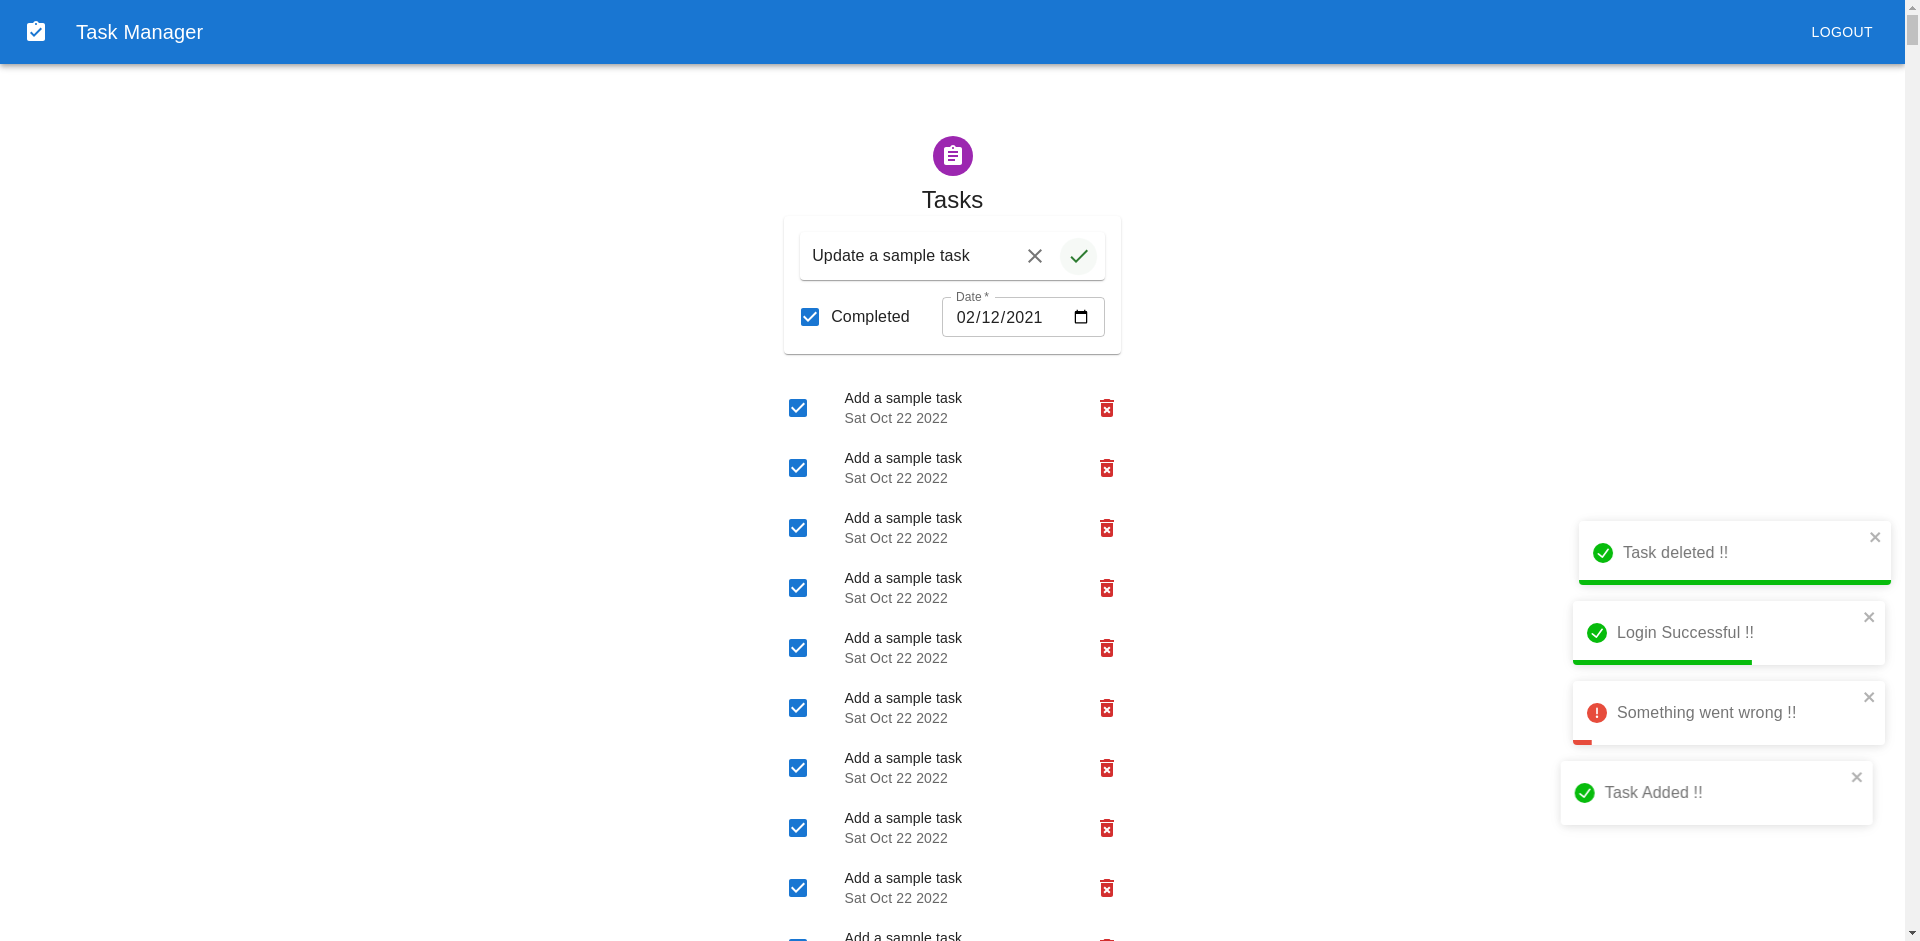 Task Manager
LOGOUT
Tasks
Update a sample task
Date *
Completed
02/12/2021
Add a sample task
Sat Oct 22 2022
Add a sample task
Sat Oct 22 2022
Add a sample task
Sat Oct 22 2022
Add a sample task
Sat Oct 22 2022
Add a sample task
Sat Oct 22 2022
Add a sample task
Sat Oct 22 2022
Add a sample task
Sat Oct 22 2022
Add a sample task
Sat Oct 22 2022
Add a sample task
Sat Oct 22 2022
Add a sample task
Task deleted !!
Login Successful !!
Something went wrong !!
Task Added !!